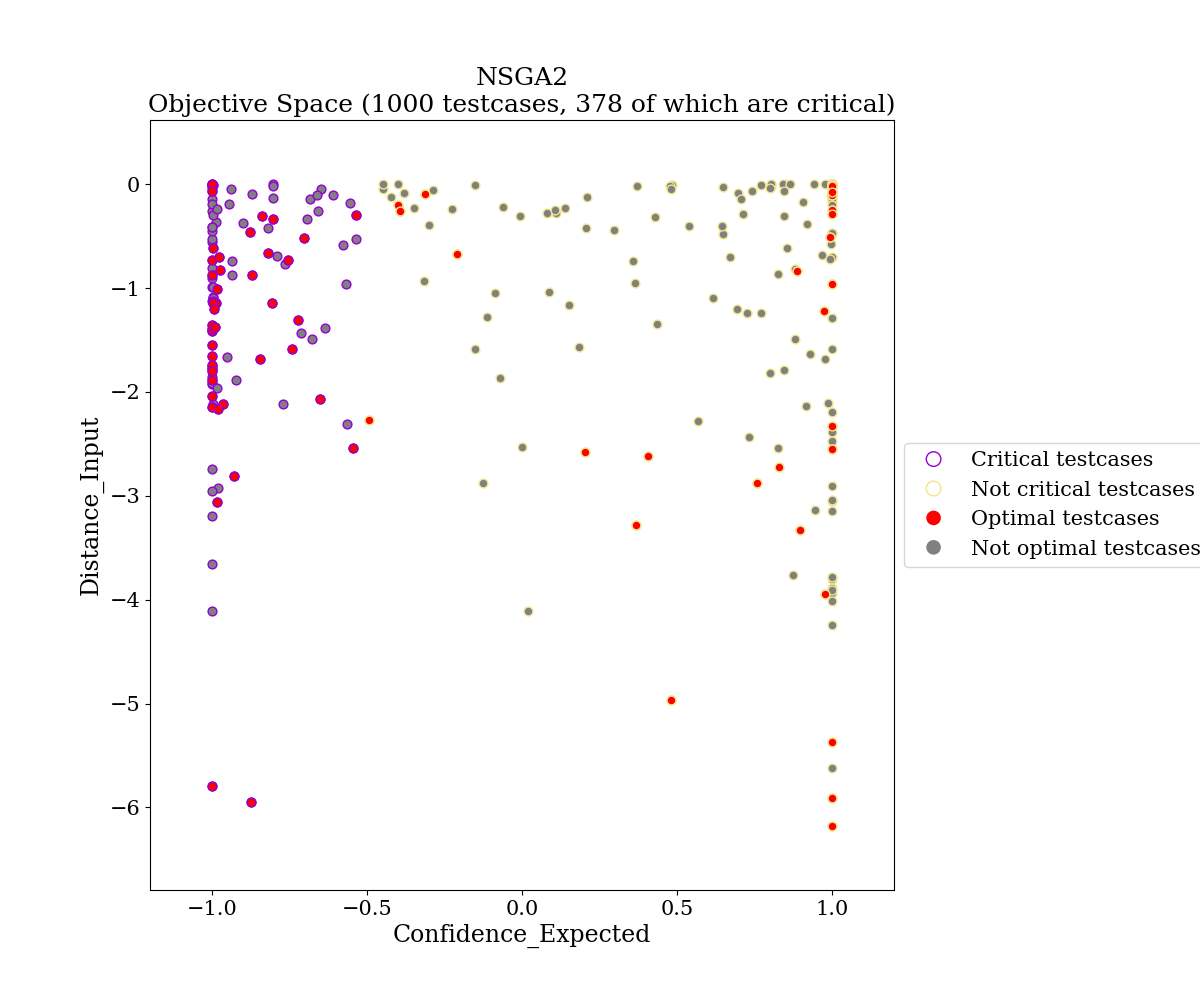 NSGA2
Objective Space (1000 testcases, 378 of which are critical)
0
−1
−2
−3
−4
−5
−6
Distance_Input
−1.0
−0.5
0.0
0.5
1.0
Confidence_Expected
Critical testcases
Not critical testcases
Optimal testcases
Not optimal testcases